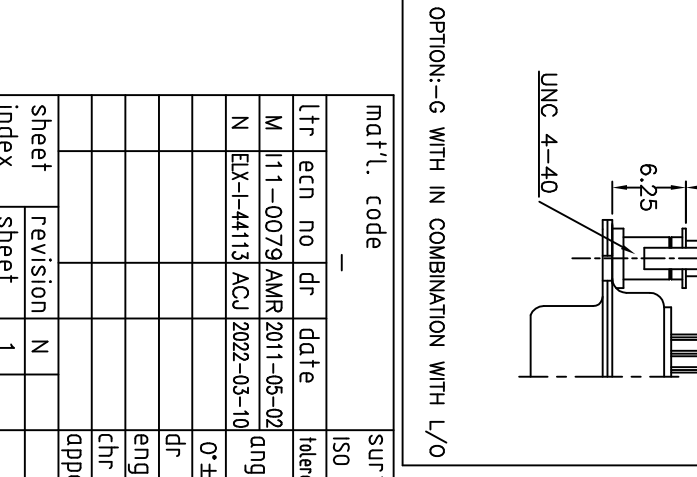 OPTION:-G WITH IN COMBINATION WITH L/O
UNC 4-40
6.25
mat'l. code
-
ltr ecn no dr date
M I11-0079 AMR 2011-05-02
N ELX-I-44113 ACJ 2022-03-10
sheet revision N
index sheet 1
ISO
ang
0°±
dr
eng
chr